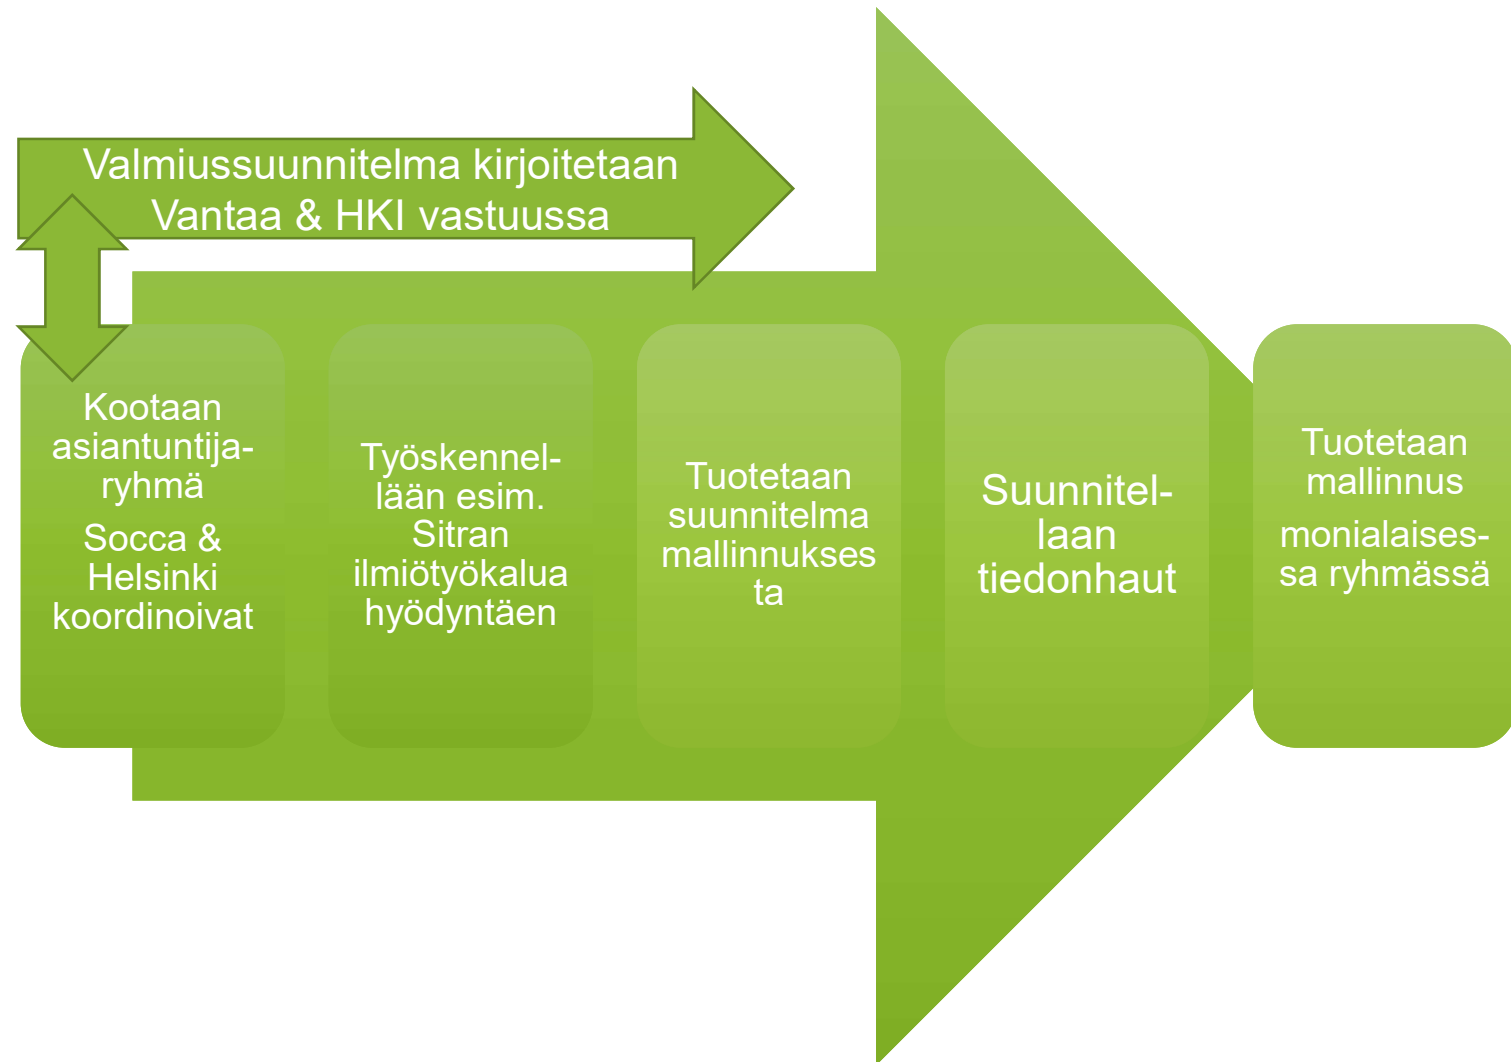 Valmiussuunnitelma kirjoitetaan
Vantaa & HKI vastuussa
Kootaan
asiantuntija-
ryhmä
Socca &
Helsinki
koordinoivat
Työskennel-
lään esim.
Sitran
ilmiötyökalua
hyödyntäen
Tuotetaan
suunnitelma
mallinnukses
ta
Suunnitel-
laan
tiedonhaut
Tuotetaan
mallinnus
monialaises-
sa ryhmässä